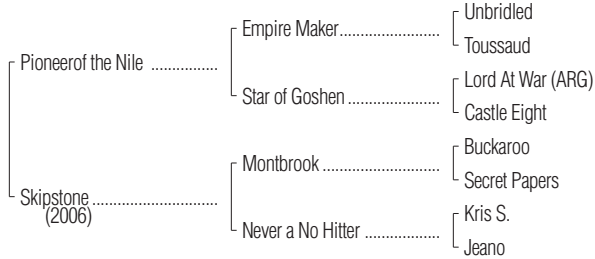 Unbridled
Empire Maker.......................
Toussaud
Pioneerof the Nile ................
Lord At War (ARG)
Star of Goshen ......................
Castle Eight
Buckaroo
Montbrook ............................
Secret Papers
Skipstone ..............................
(2006)
Kris S.
Never a No Hitter ..................
Jeano